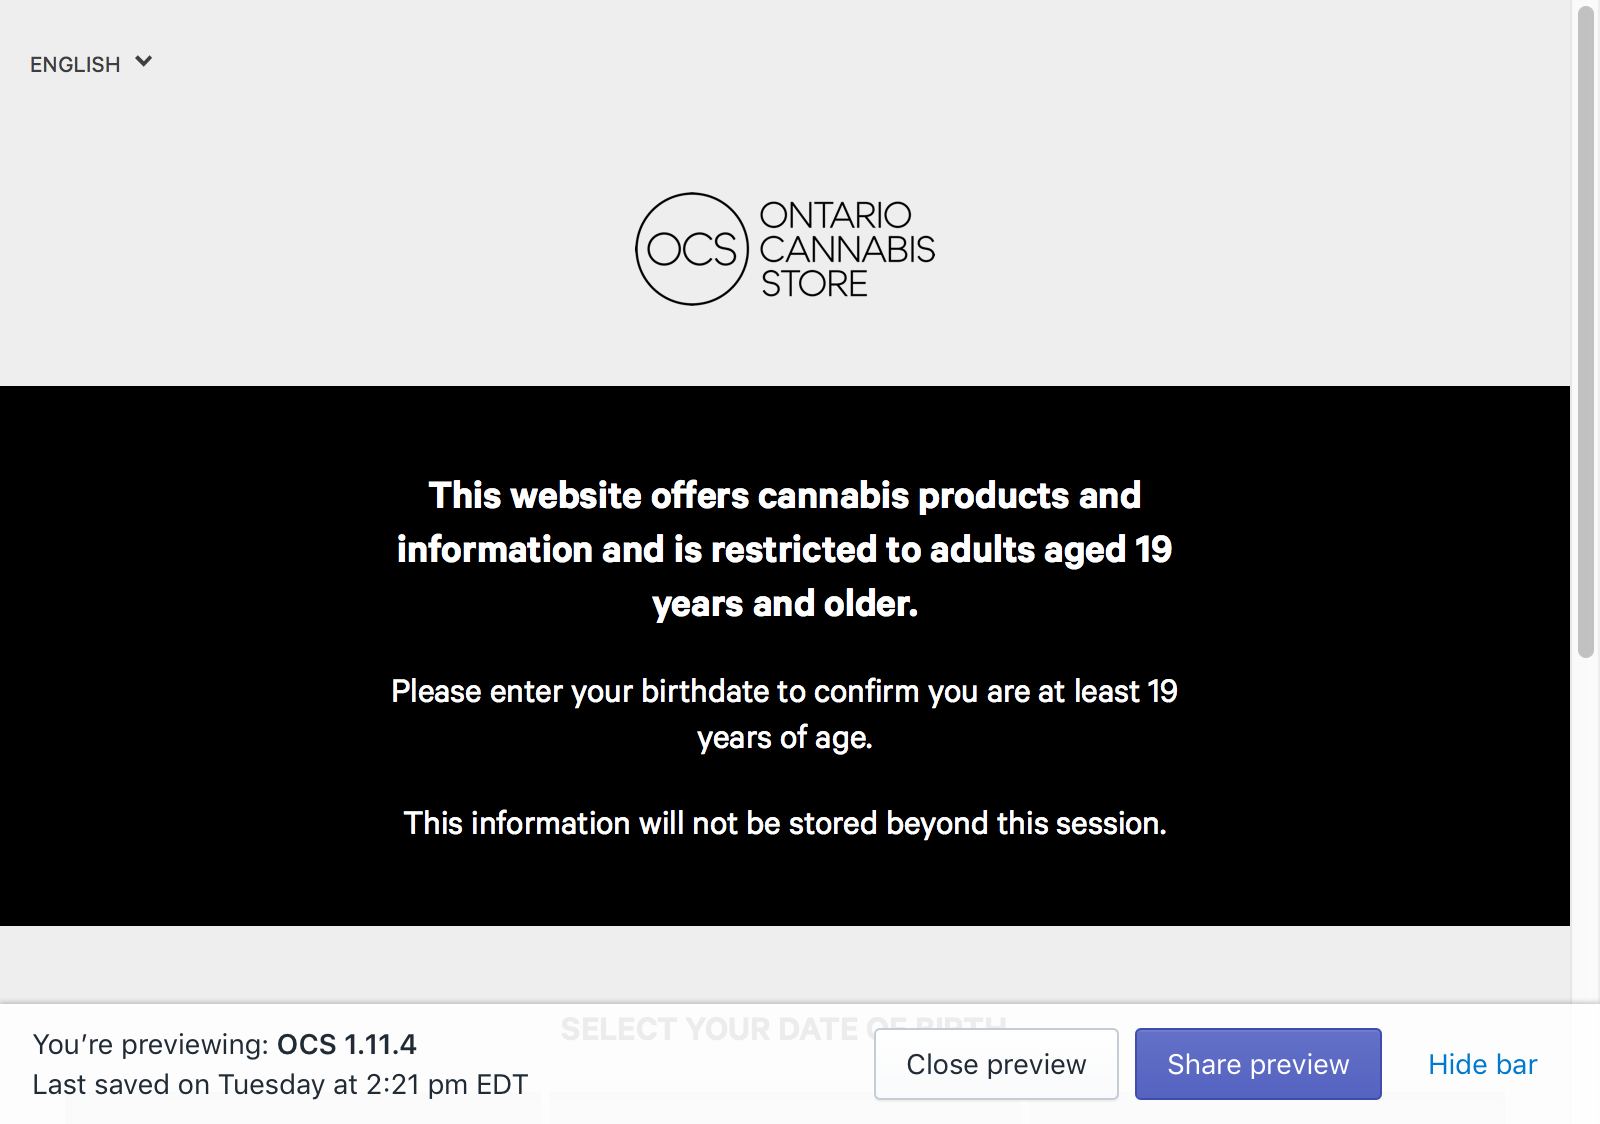 ENGLISH
OCS
ONTARIO
CANNABIS
STORE
This website offers cannabis products and
information and is restricted to adults aged 19
years and older.
Please enter your birthdate to confirm you are at least 19
years of age.
This information will not be stored beyond this session.
SELECT YOUR DATE OF BIRTH
You’re previewing: OCS 1.11.4
Last saved on Tuesday at 2:21 pm EDT
Close preview
Share preview
Hide bar